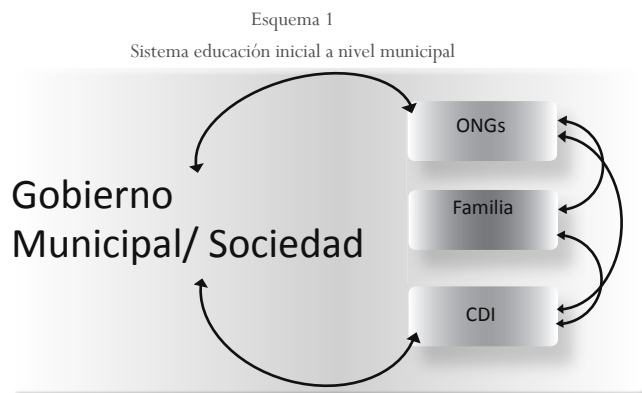 Esquema 1
Sistema educación inicial a nivel municipal
Gobierno
Municipal/ Sociedad
ONGs
Familia
CDI